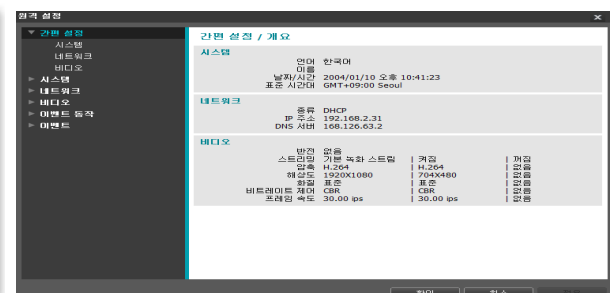 원격 설정
간편 설정
시스템
네트워크
비디오
시스템
네트워크
비디오
이벤트 동작
이벤트
간편 설정 / 개요
시스템
언어 한국어
이름
날짜/시간 2004/01/10 오후 10:41:23
표준 시간대 GMT+09:00 Seoul
네트워크
종류 DHCP
IP 주소 192.168.2.31
DNS 서버 168.126.63.2
비디오
반전 없음
스트리밍 기본 녹화 스트림 | 켜짐 | 꺼짐
압축 H.264 | H.264 | 없음
해상도 1920X1080 | 704X480 | 없음
화질 표준 | 표준 | 없음
비트레이트 제어 CBR | CBR | 없음
프레임 속도 30.00 ips | 30.00 ips | 없음
확인 취소